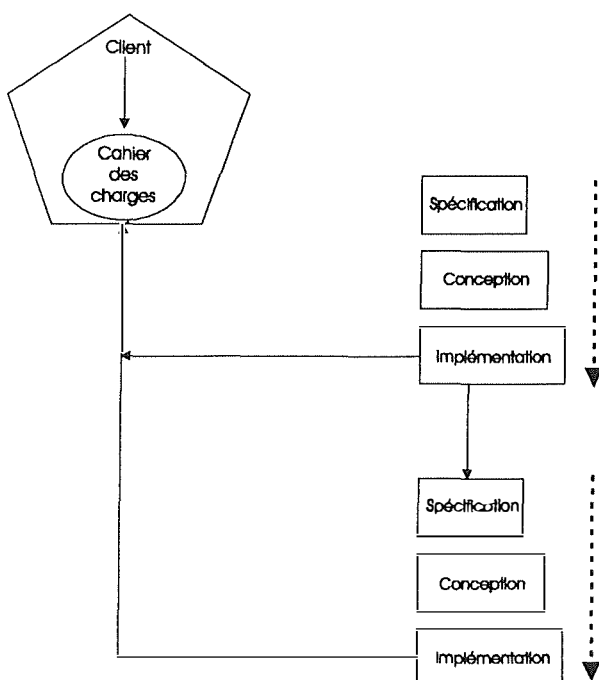 Client
Cahier
des
charges
Spécification
Conception
Implémentation
Spécification
Conception
Implémentation